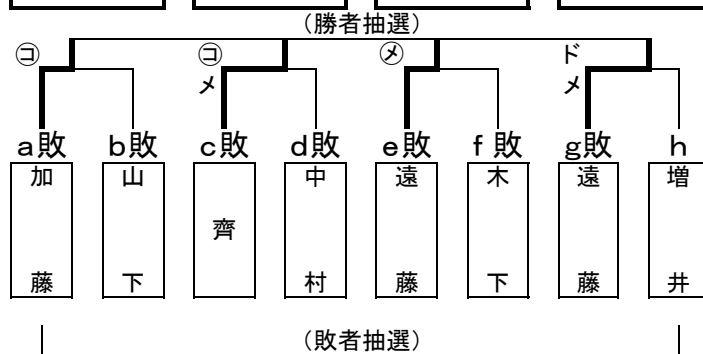 (勝者抽選)
㋙ ㋙ ㋱ ド
メ メ
a敗 b敗 c敗 d敗 e敗 f敗 g敗 h
加藤 山下 齊 中村 遠藤 木下 遠藤 増井
(敗者抽選)